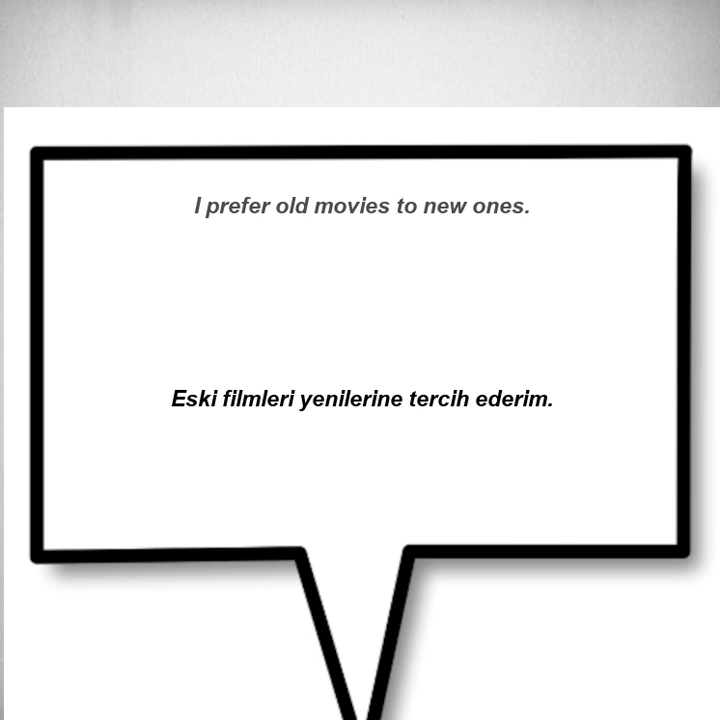 I prefer old movies to new ones.
Eski filmleri yenilerine tercih ederim.